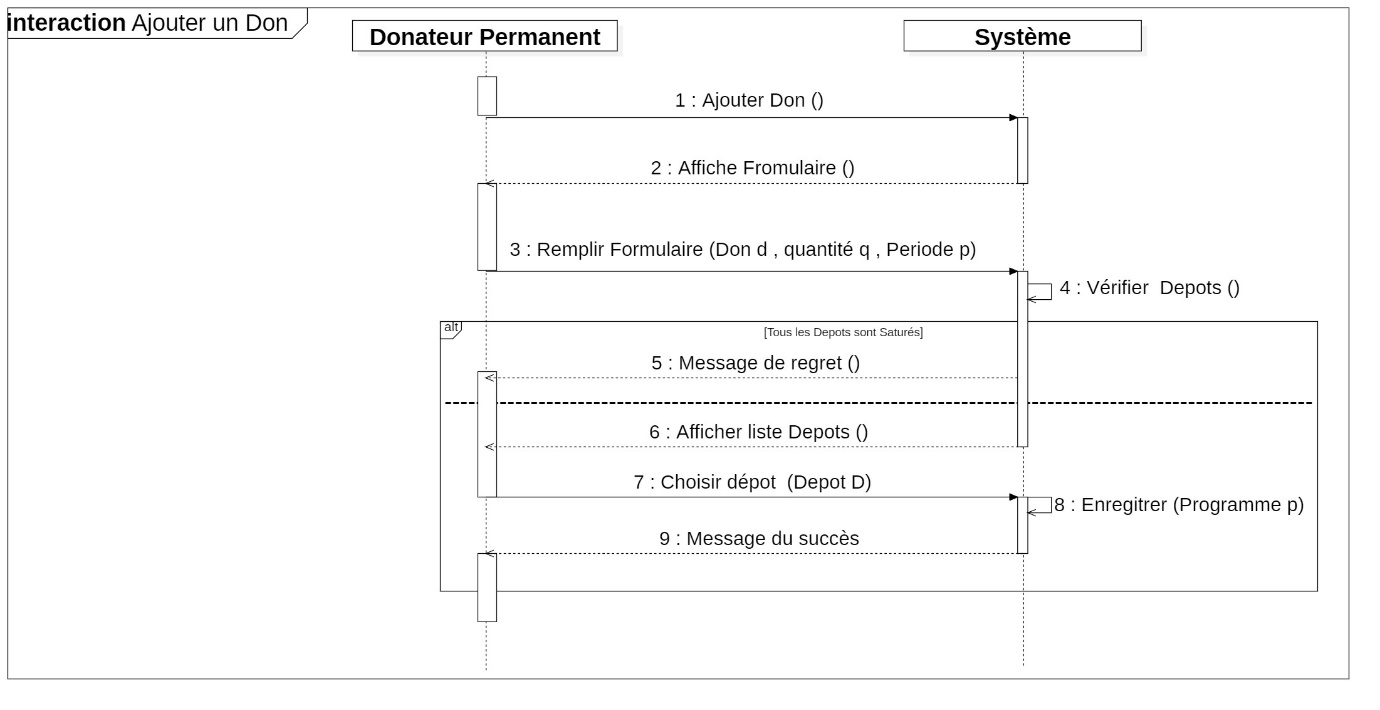 interaction Ajouter un Don
Donateur Permanent
Système
1 : Ajouter Don ()
2 : Affiche Fromulaire ()
3 : Remplir Formulaire (Don d , quantité q , Periode p)
4 : Vérifier  Depots ()
alt
[Tous les Depots sont Saturés]
5 : Message de regret ()
6 : Afficher liste Depots ()
7 : Choisir dépot  (Depot D)
8 : Enregitrer (Programme p)
9 : Message du succès